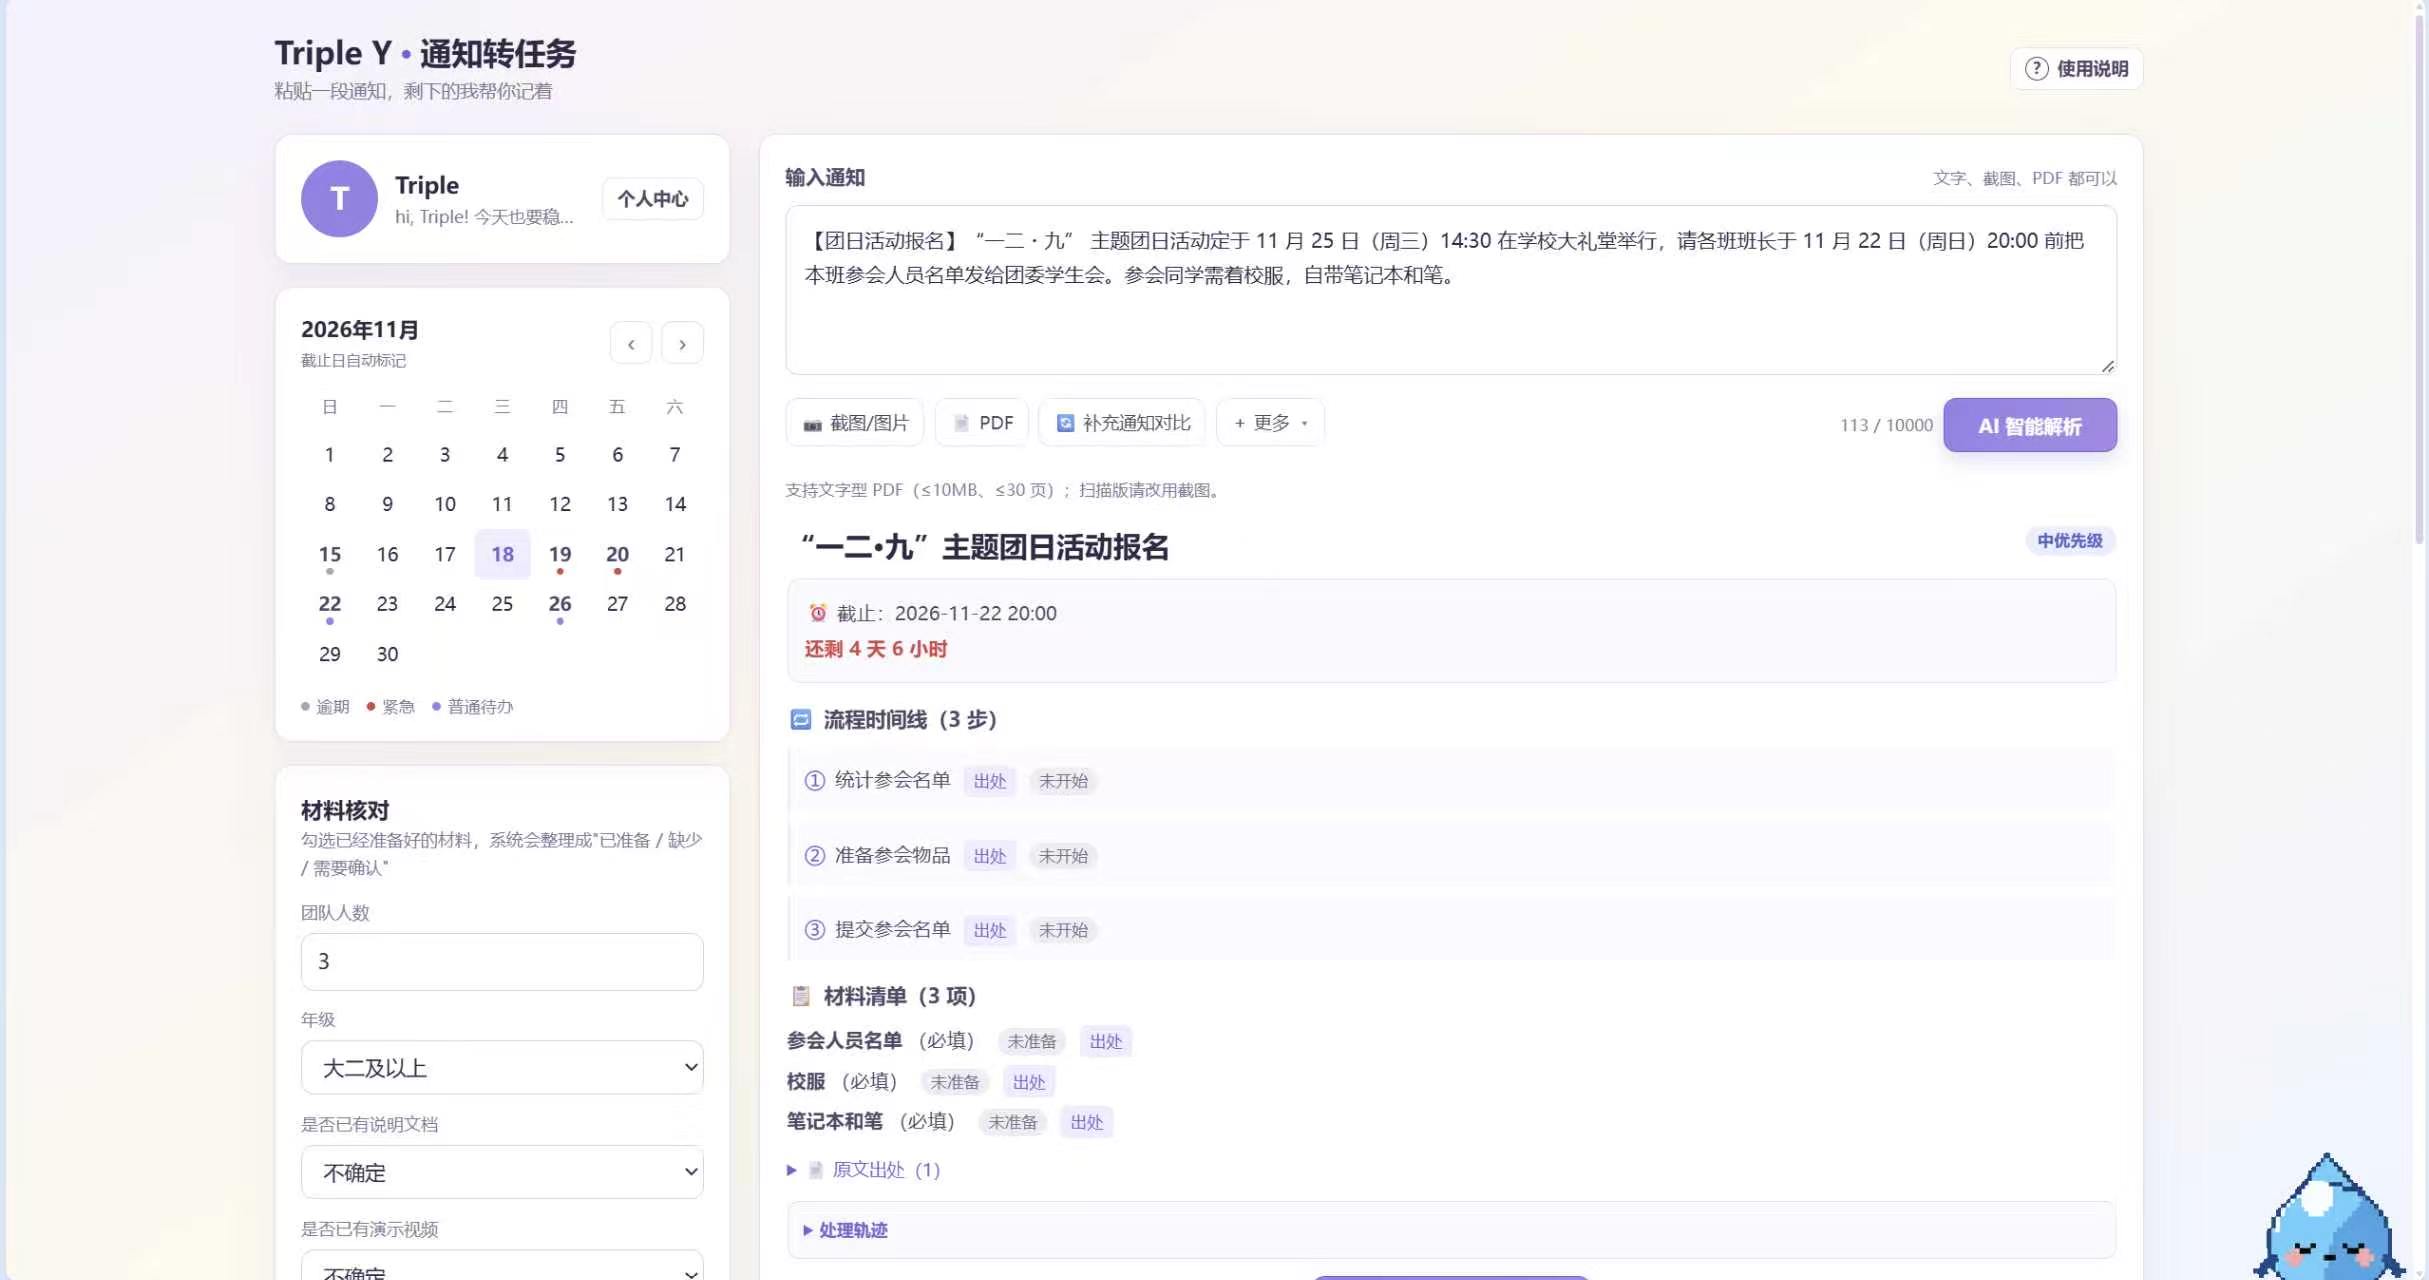 Triple Y • 通知转任务
粘贴一段通知，剩下的我帮你记着
? 使用说明
T
Triple
hi, Triple! 今天也要稳...
个人中心
2026年11月
截止日自动标记
‹ ›
日 一 二 三 四 五 六
1 2 3 4 5 6 7
8 9 10 11 12 13 14
15 16 17 18 19 20 21
22 23 24 25 26 27 28
29 30
逾期 紧急 普通待办
材料核对
勾选已经准备好的材料，系统会整理成"已准备 / 缺少
/ 需要确认"
团队人数
3
年级
大二及以上
是否已有说明文档
不确定
是否已有演示视频
不确定
输入通知
文字、截图、PDF 都可以
【团日活动报名】“一二・九” 主题团日活动定于 11 月 25 日（周三）14:30 在学校大礼堂举行，请各班班长于 11 月 22 日（周日）20:00 前把
本班参会人员名单发给团委学生会。参会同学需着校服，自带笔记本和笔。
截图/图片 PDF 补充通知对比 + 更多
113 / 10000
AI 智能解析
支持文字型 PDF（≤10MB、≤30 页）；扫描版请改用截图。
“一二•九”主题团日活动报名
中优先级
截止：2026-11-22 20:00
还剩 4 天 6 小时
流程时间线（3 步）
① 统计参会名单 出处 未开始
② 准备参会物品 出处 未开始
③ 提交参会名单 出处 未开始
材料清单（3 项）
参会人员名单 （必填） 未准备 出处
校服 （必填） 未准备 出处
笔记本和笔 （必填） 未准备 出处
原文出处（1）
处理轨迹